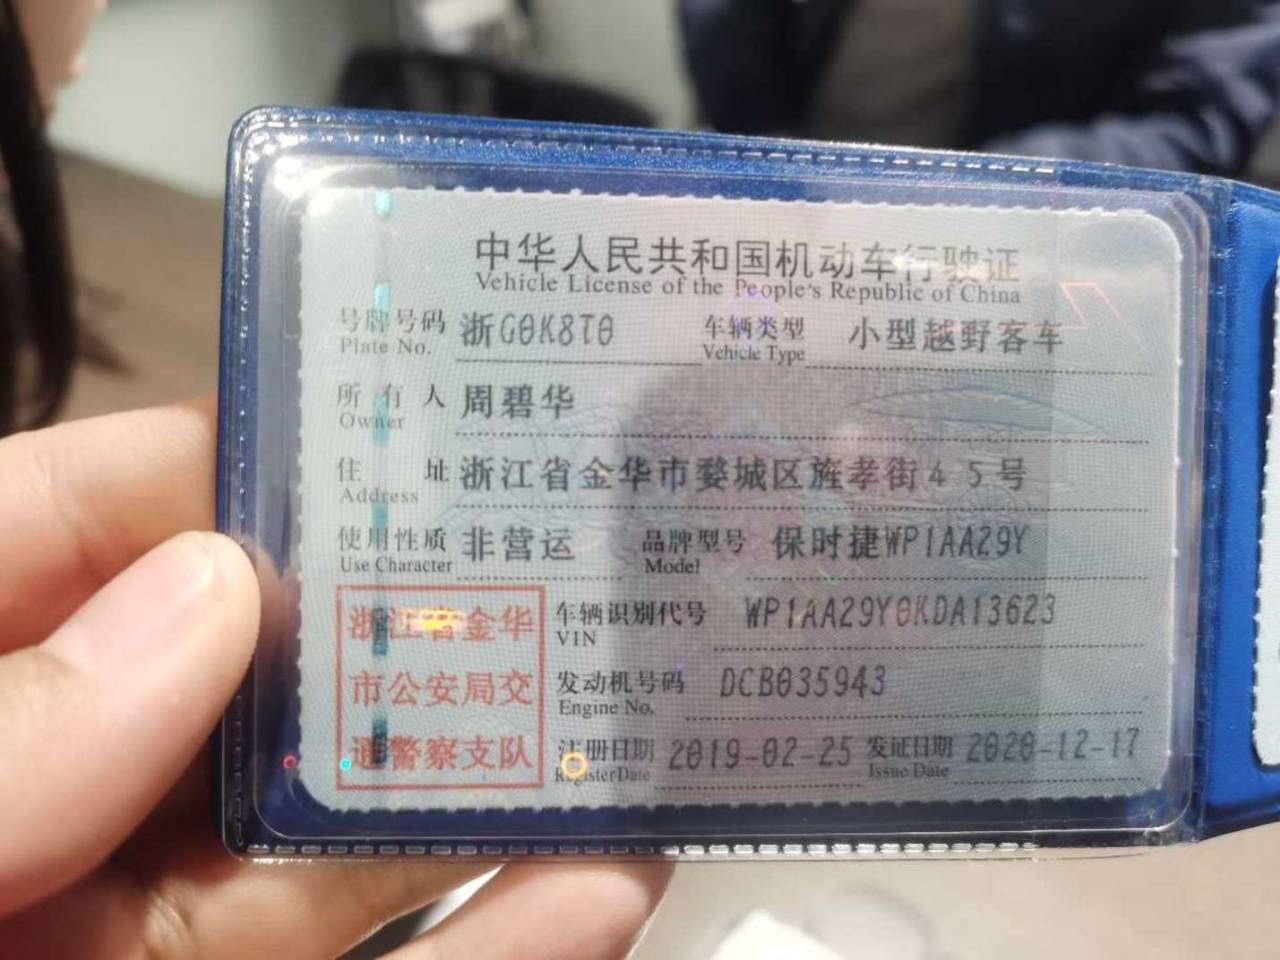 中华人民共和国机动车行驶证
Vehicle License of the People's Republic of China
号牌号码 浙G0K8T0 车辆类型 小型越野客车
Plate No. Vehicle Type
所有人 周碧华
Owner
住址 浙江省金华市婺城区旌孝街45号
Address
使用性质 非营运 品牌型号 保时捷WP1AA29Y
Use Character Model
浙江省金华
市公安局交
通警察支队
车辆识别代号 WP1AA29Y0KDA13623
VIN
发动机号码 DCB035943
Engine No.
注册日期 2019-02-25 发证日期 2020-12-17
Register Date Issue Date